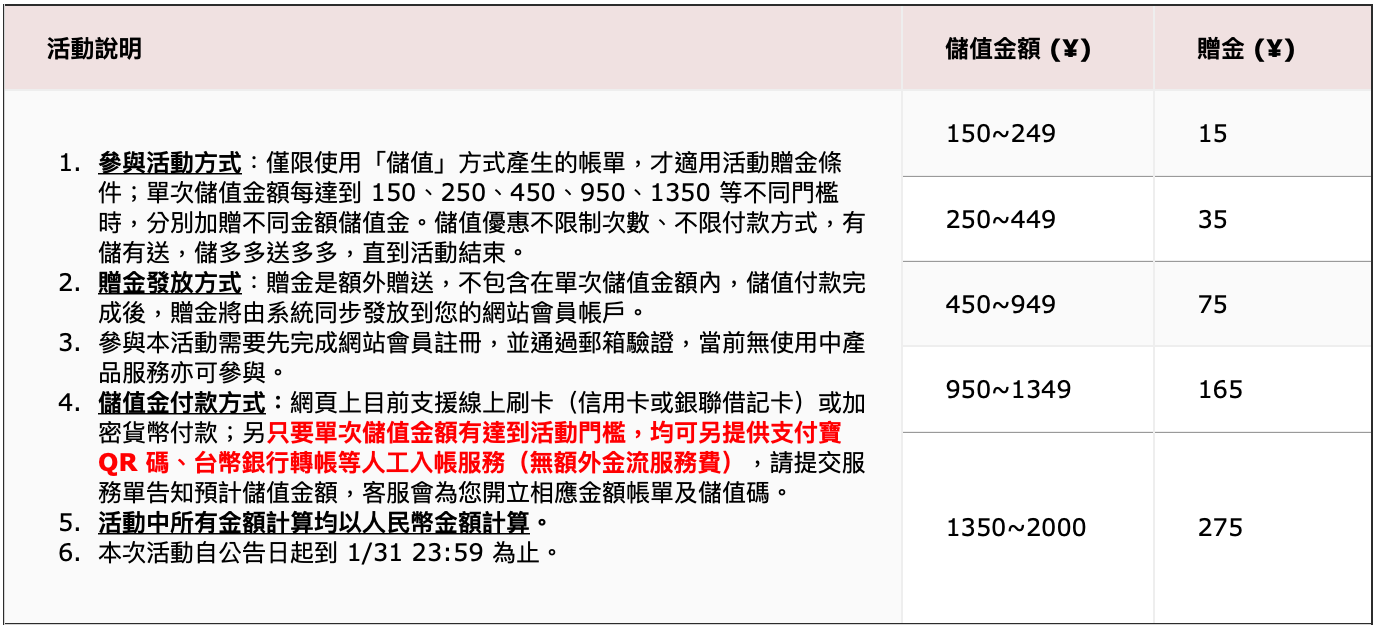 活動說明
儲值金額 (¥)
贈金 (¥)
1. 參與活動方式：僅限使用「儲值」方式產生的帳單，才適用活動贈金條
件；單次儲值金額每達到 150、250、450、950、1350 等不同門檻
時，分別加贈不同金額儲值金。儲值優惠不限制次數、不限付款方式，有
儲有送，儲多多送多多，直到活動結束。
2. 贈金發放方式：贈金是額外贈送，不包含在單次儲值金額內，儲值付款完
成後，贈金將由系統同步發放到您的網站會員帳戶。
3. 參與本活動需要先完成網站會員註冊，並通過郵箱驗證，當前無使用中產
品服務亦可參與。
4. 儲值金付款方式：網頁上目前支援線上刷卡（信用卡或銀聯借記卡）或加
密貨幣付款；另只要單次儲值金額有達到活動門檻，均可另提供支付寶
QR 碼、台幣銀行轉帳等人工入帳服務（無額外金流服務費），請提交服
務單告知預計儲值金額，客服會為您開立相應金額帳單及儲值碼。
5. 活動中所有金額計算均以人民幣金額計算。
6. 本次活動自公告日起到 1/31 23:59 為止。
150~249
15
250~449
35
450~949
75
950~1349
165
1350~2000
275